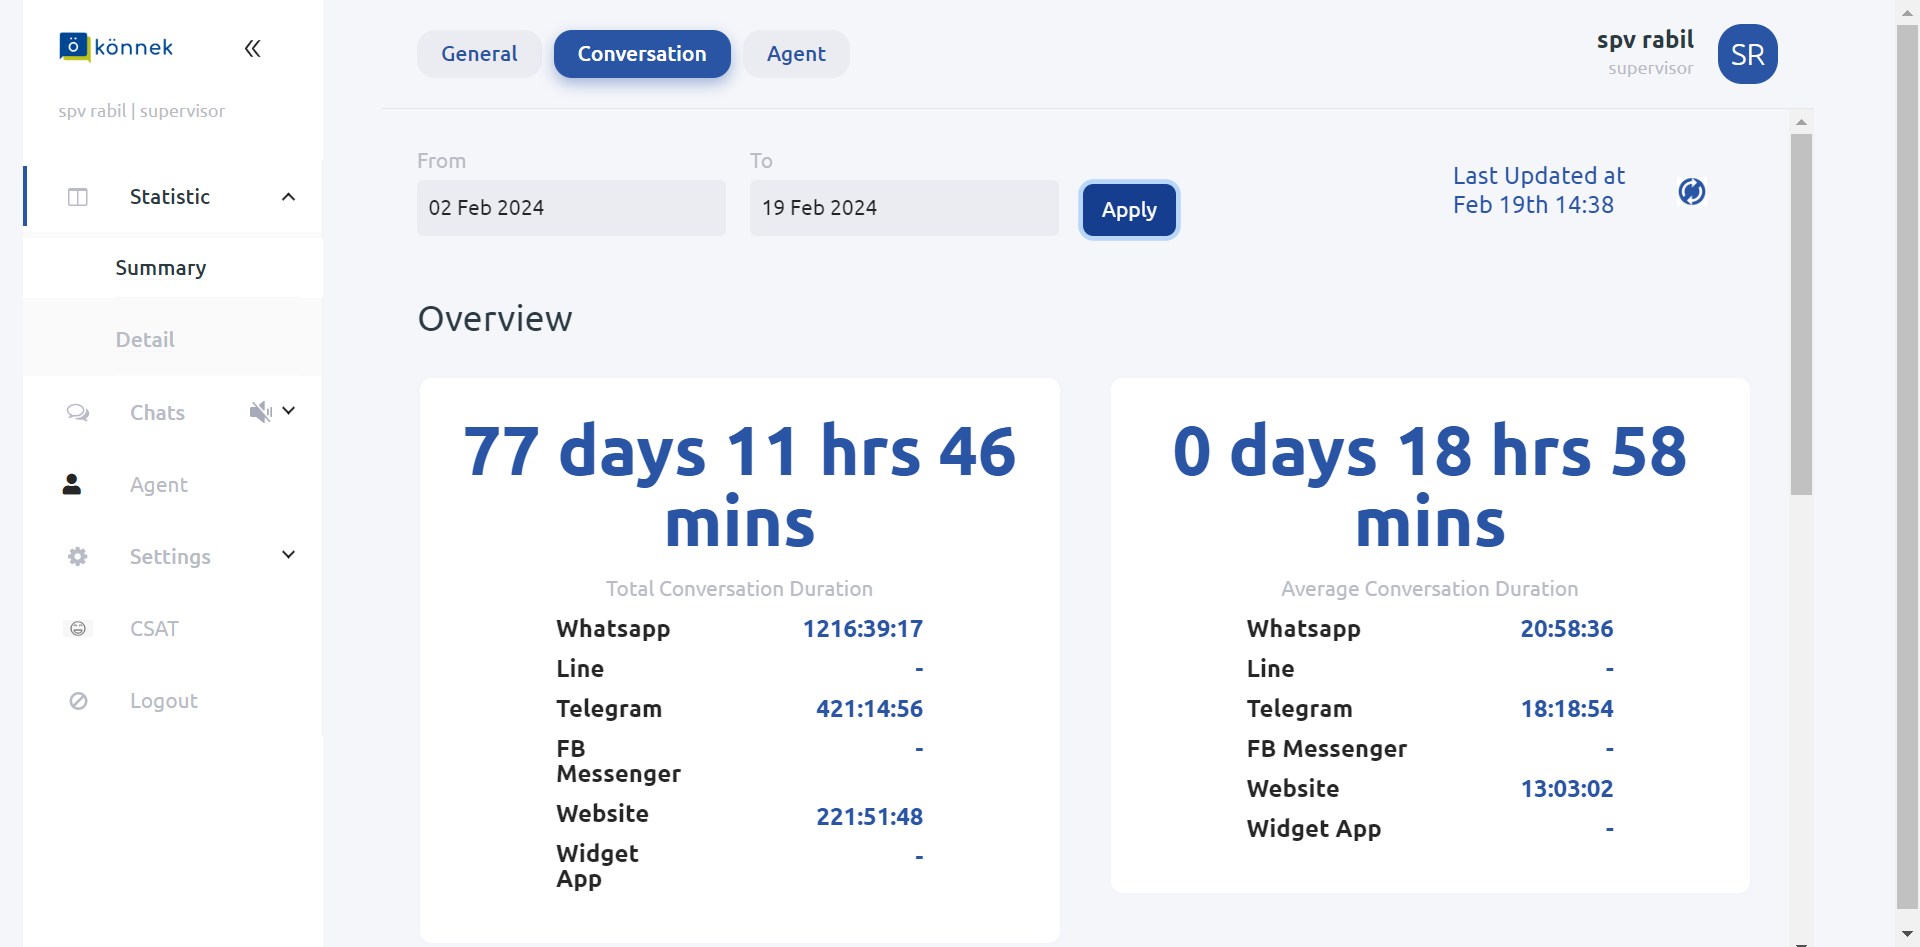 ö könnek
spv rabil | supervisor
Statistic
Summary
Detail
Chats
Agent
Settings
CSAT
Logout
General
Conversation
Agent
spv rabil
supervisor
SR
From
02 Feb 2024
To
19 Feb 2024
Apply
Last Updated at
Feb 19th 14:38
Overview
77 days 11 hrs 46
mins
Total Conversation Duration
Whatsapp 1216:39:17
Line -
Telegram 421:14:56
FB -
Messenger
Website 221:51:48
Widget -
App
0 days 18 hrs 58
mins
Average Conversation Duration
Whatsapp 20:58:36
Line -
Telegram 18:18:54
FB Messenger -
Website 13:03:02
Widget App -